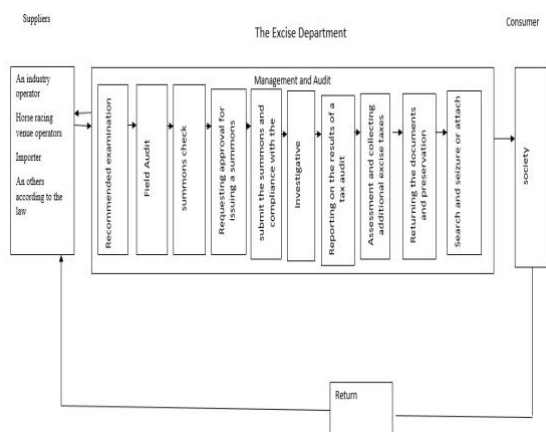 Suppliers
The Excise Department
Consumer
An industry
operator
Horse racing
venue operators
Importer
An others
according to the
law
Management and Audit
Recommended examination
Field Audit
summons check
Requesting approval for
issuing a summons
submit the summons and
compliance with the
Investigative
Reporting on the results of a
tax audit
Assessment and collecting
additional excise taxes
Returning the documents
and preservation
Search and seizure or attach
society
Return